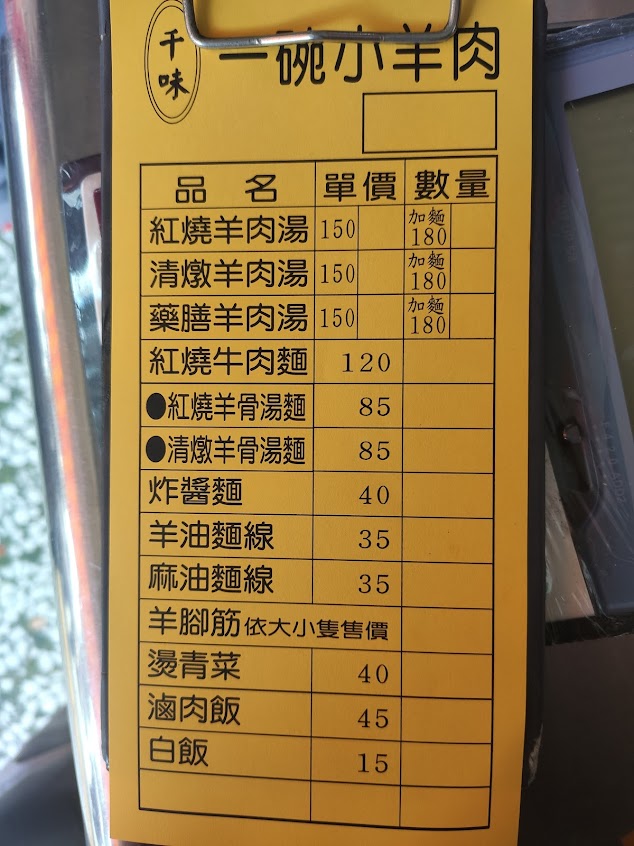 千味
一碗小羊肉
品名 單價 數量
紅燒羊肉湯 150 加麵 180
清燉羊肉湯 150 加麵 180
藥膳羊肉湯 150 加麵 180
紅燒牛肉麵 120
●紅燒羊骨湯麵 85
●清燉羊骨湯麵 85
炸醬麵 40
羊油麵線 35
麻油麵線 35
羊腳筋 依大小隻售價
燙青菜 40
滷肉飯 45
白飯 15